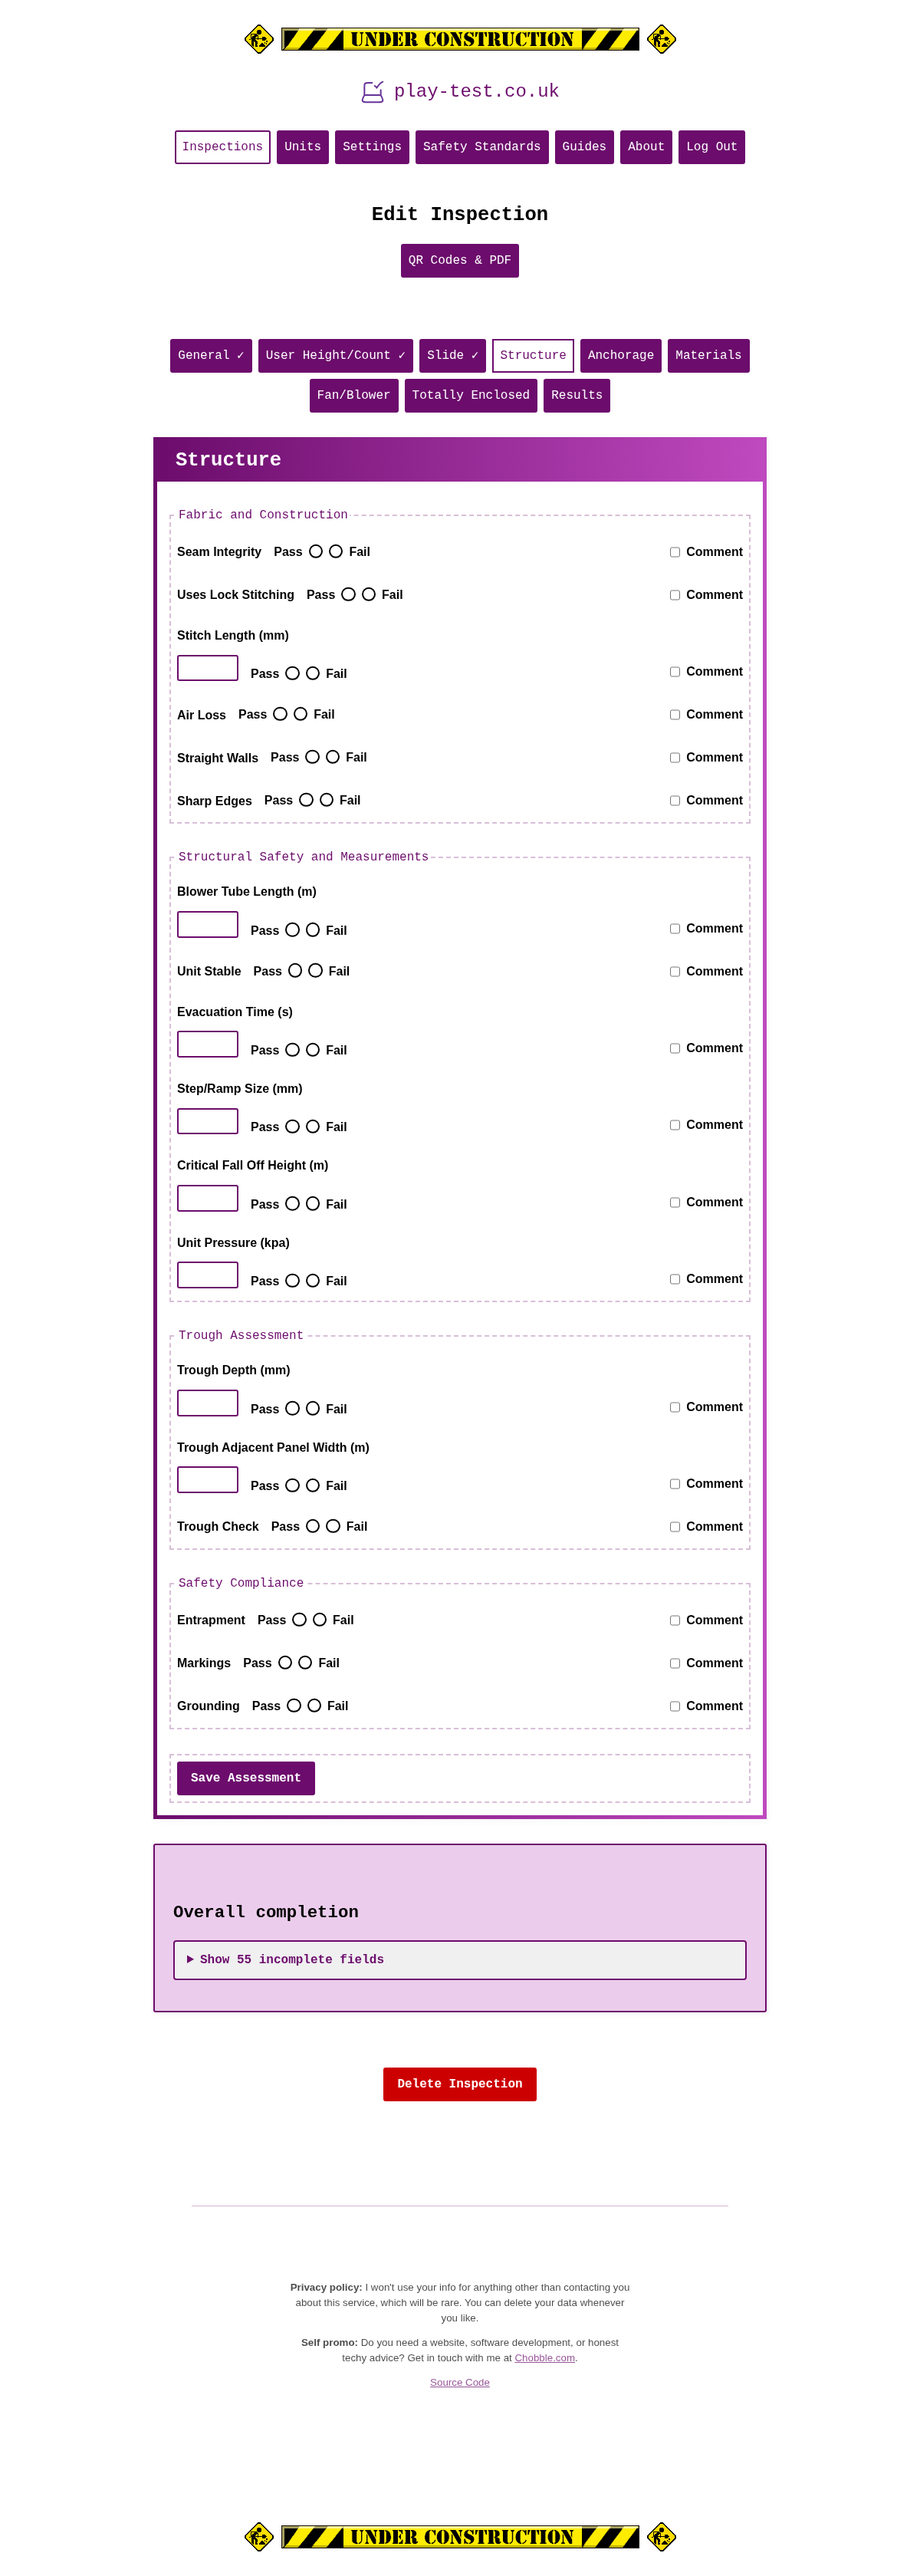 UNDER CONSTRUCTION
play-test.co.uk
Inspections Units Settings Safety Standards Guides About Log Out
Edit Inspection
QR Codes & PDF
General ✓ User Height/Count ✓ Slide ✓ Structure Anchorage Materials
Fan/Blower Totally Enclosed Results
Structure
Fabric and Construction
Seam Integrity Pass Fail Comment
Uses Lock Stitching Pass Fail Comment
Stitch Length (mm)
Pass Fail Comment
Air Loss Pass Fail Comment
Straight Walls Pass Fail Comment
Sharp Edges Pass Fail Comment
Structural Safety and Measurements
Blower Tube Length (m)
Pass Fail Comment
Unit Stable Pass Fail Comment
Evacuation Time (s)
Pass Fail Comment
Step/Ramp Size (mm)
Pass Fail Comment
Critical Fall Off Height (m)
Pass Fail Comment
Unit Pressure (kpa)
Pass Fail Comment
Trough Assessment
Trough Depth (mm)
Pass Fail Comment
Trough Adjacent Panel Width (m)
Pass Fail Comment
Trough Check Pass Fail Comment
Safety Compliance
Entrapment Pass Fail Comment
Markings Pass Fail Comment
Grounding Pass Fail Comment
Save Assessment
Overall completion
▶ Show 55 incomplete fields
Delete Inspection
Privacy policy: I won't use your info for anything other than contacting you
about this service, which will be rare. You can delete your data whenever
you like.
Self promo: Do you need a website, software development, or honest
techy advice? Get in touch with me at Chobble.com.
Source Code
UNDER CONSTRUCTION